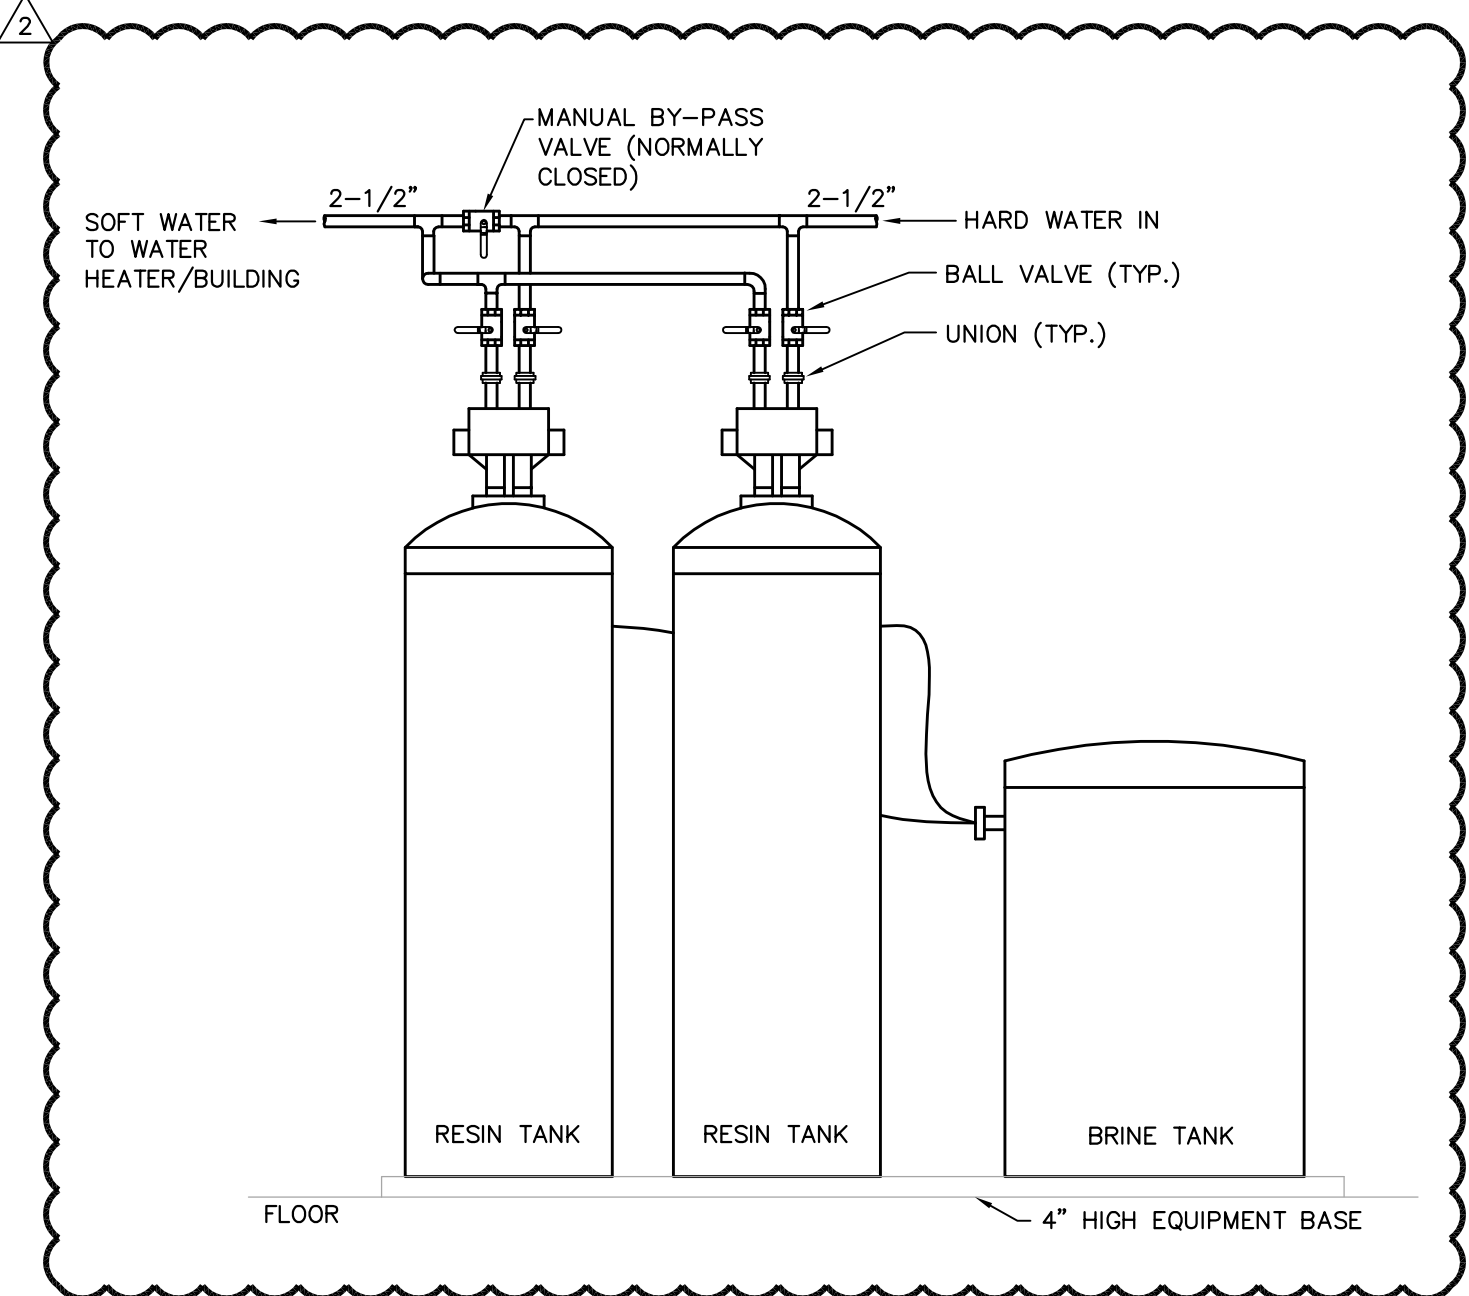 2
MANUAL BY-PASS
VALVE (NORMALLY
CLOSED)
2-1/2"
2-1/2"
SOFT WATER
TO WATER
HEATER/BUILDING
HARD WATER IN
BALL VALVE (TYP.)
UNION (TYP.)
RESIN TANK
RESIN TANK
BRINE TANK
FLOOR
4" HIGH EQUIPMENT BASE